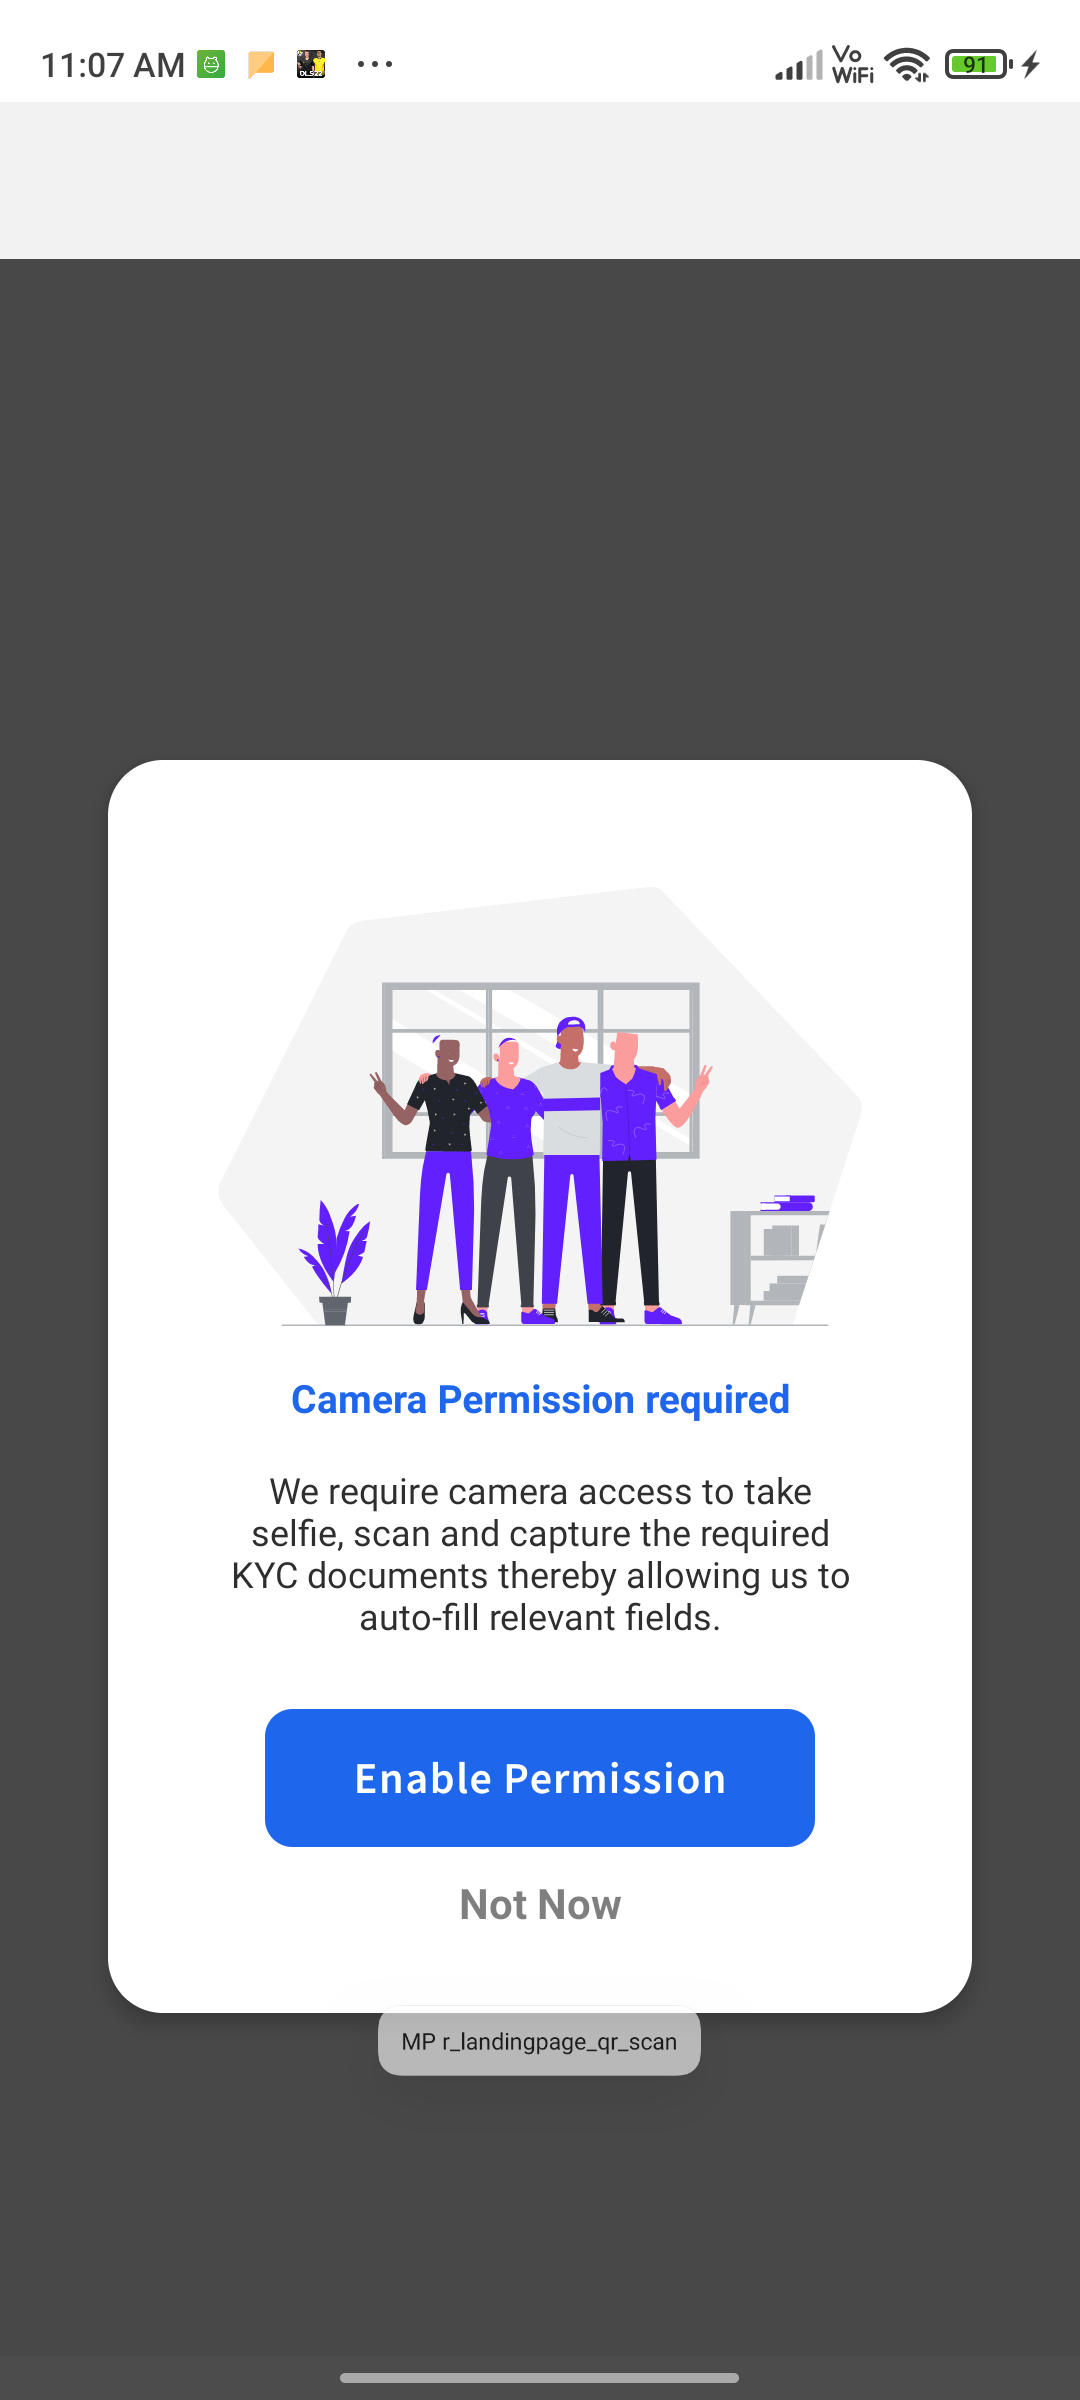 11:07 AM
DLS22
Vo
WiFi
91
Camera Permission required
We require camera access to take
selfie, scan and capture the required
KYC documents thereby allowing us to
auto-fill relevant fields.
Enable Permission
Not Now
MP r_landingpage_qr_scan